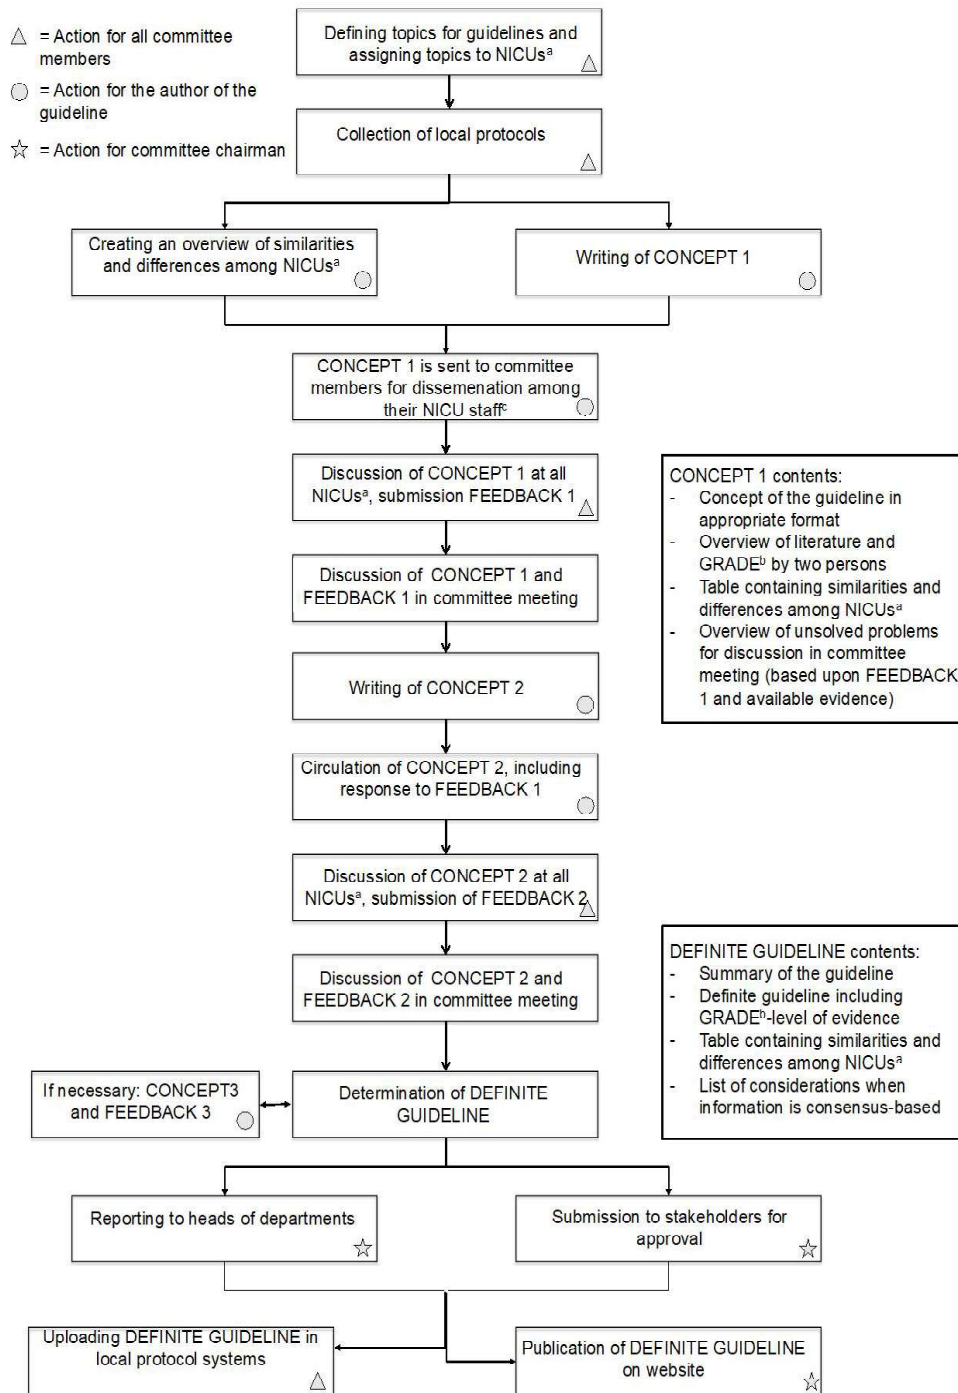 = Action for all committee
members
= Action for the author of the
guideline
= Action for committee chairman
Defining topics for guidelines and
assigning topics to NICUsᵃ
Collection of local protocols
Creating an overview of similarities
and differences among NICUsᵃ
Writing of CONCEPT 1
CONCEPT 1 is sent to committee
members for dissemenation among
their NICU staffᶜ
Discussion of CONCEPT 1 at all
NICUsᵃ, submission FEEDBACK 1
Discussion of CONCEPT 1 and
FEEDBACK 1 in committee meeting
Writing of CONCEPT 2
Circulation of CONCEPT 2, including
response to FEEDBACK 1
Discussion of CONCEPT 2 at all
NICUsᵃ, submission of FEEDBACK 2
Discussion of CONCEPT 2 and
FEEDBACK 2 in committee meeting
CONCEPT 1 contents:
- Concept of the guideline in
appropriate format
- Overview of literature and
GRADEᵇ by two persons
- Table containing similarities and
differences among NICUsᵃ
- Overview of unsolved problems
for discussion in committee
meeting (based upon FEEDBACK
1 and available evidence)
DEFINITE GUIDELINE contents:
- Summary of the guideline
- Definite guideline including
GRADEᵇ-level of evidence
- Table containing similarities and
differences among NICUsᵃ
- List of considerations when
information is consensus-based
If necessary: CONCEPT3
and FEEDBACK 3
Determination of DEFINITE
GUIDELINE
Reporting to heads of departments
Submission to stakeholders for
approval
Uploading DEFINITE GUIDELINE in
local protocol systems
Publication of DEFINITE GUIDELINE
on website